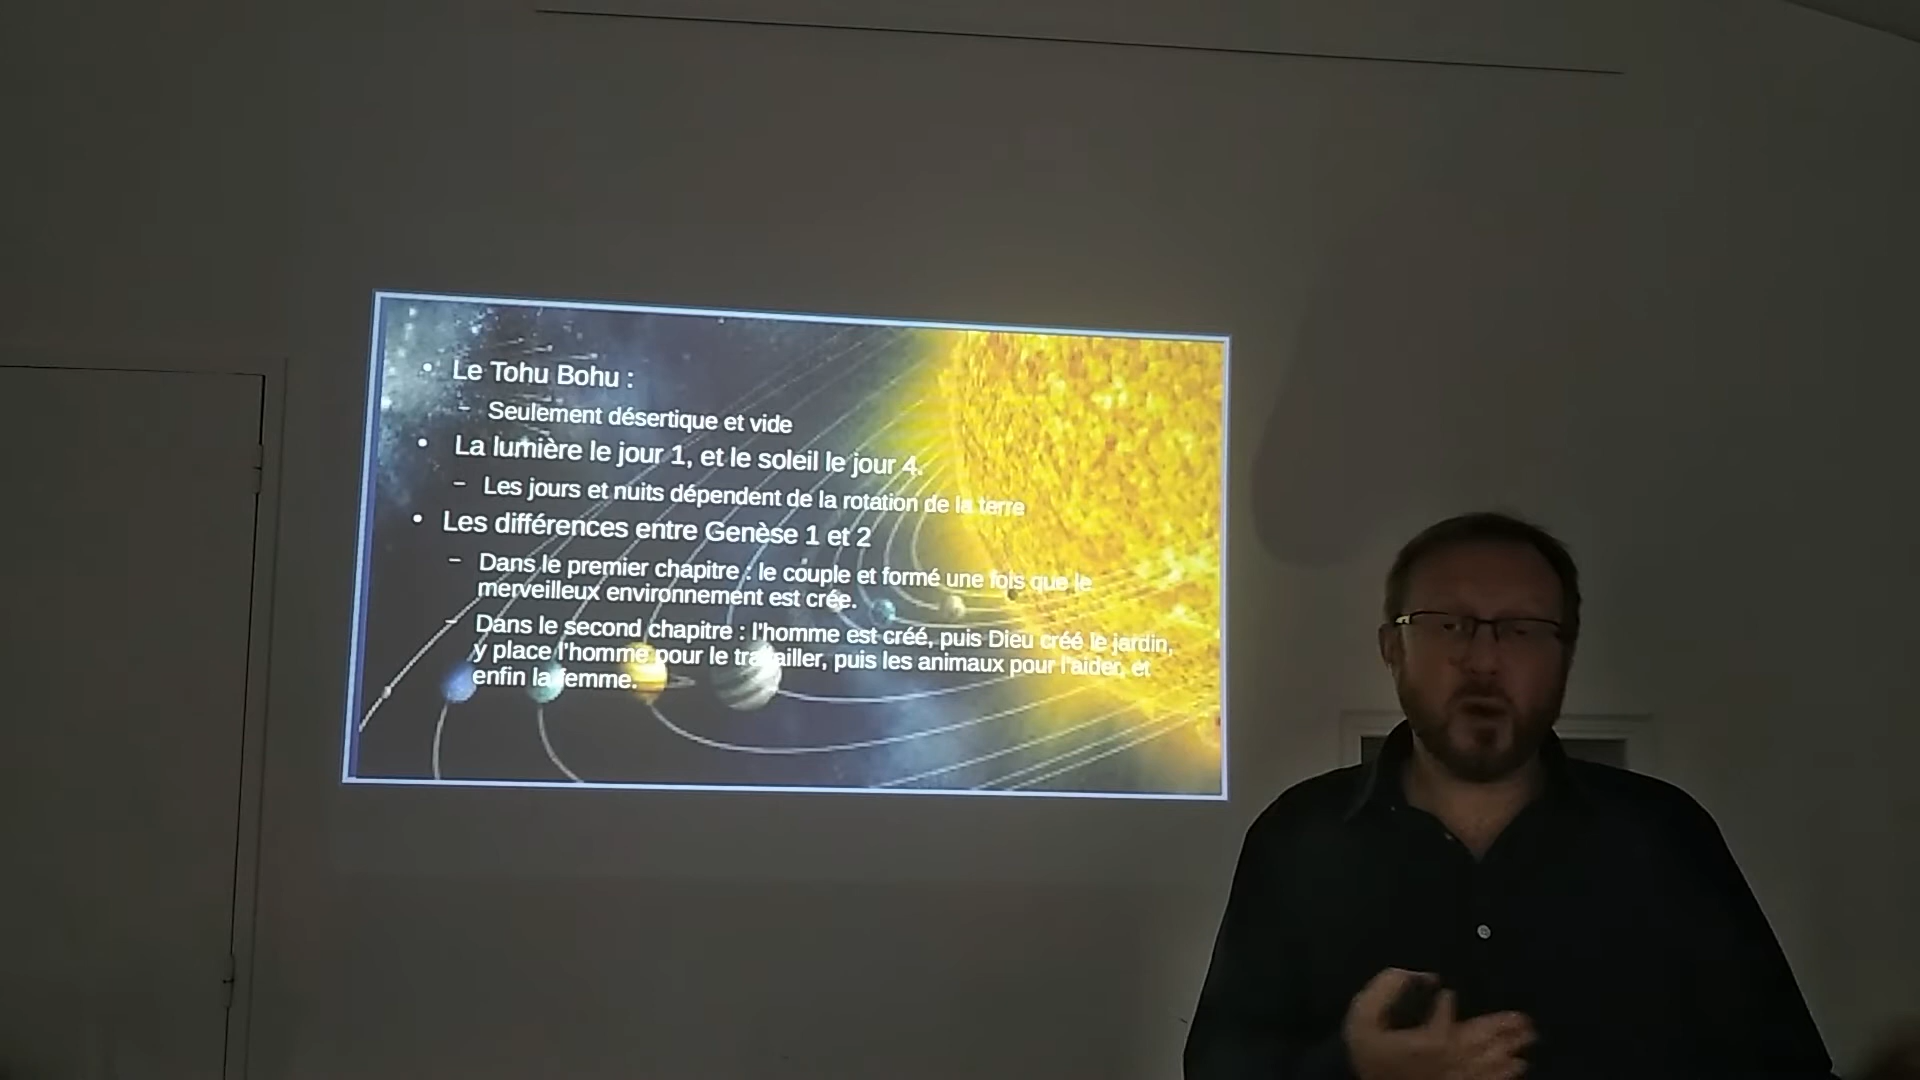 Le Tohu Bohu :
Seulement désertique et vide
La lumière le jour 1, et le soleil le jour 4.
Les jours et nuits dépendent de la rotation de la terre
Les différences entre Genèse 1 et 2
Dans le premier chapitre : le couple et formé une fois que le
merveilleux environnement est crée.
Dans le second chapitre : l'homme est créé, puis Dieu créé le jardin,
y place l'homme pour le travailler, puis les animaux pour l'aider, et
enfin la femme.